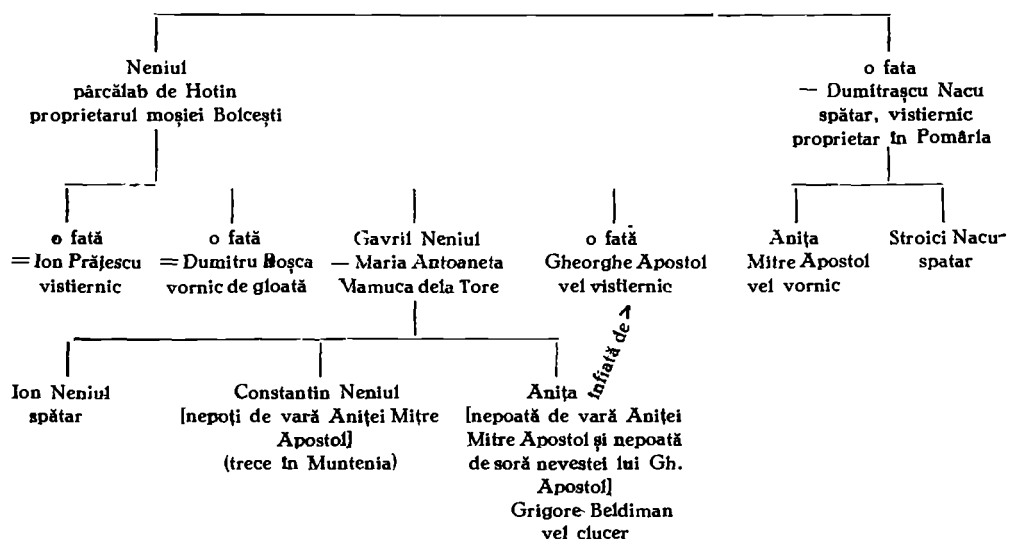 Neniul
pârcălab de Hotin
proprietarul moșiei Bolcești
o fata
— Dumitrașcu Nacu
spătar, vistiernic
proprietar în Pomârla
o fată
= Ion Prăjescu
vistiernic
o fată
= Dumitru Boșca
vornic de gloată
Gavril Neniul
— Maria Antoaneta
Mamuca dela Tore
o fată
Gheorghe Apostol
vel vistiernic
Anița
Mitre Apostol
vel vornic
Stroici Nacu-
spatar
înfiată de
Ion Neniul
spătar
Constantin Neniul
[nepoți de vară Aniței Mițre
Apostol]
(trece în Muntenia)
Anița
[nepoată de vară Aniței
Mitre Apostol și nepoată
de soră nevestei lui Gh.
Apostol]
Grigore Beldiman
vel clucer